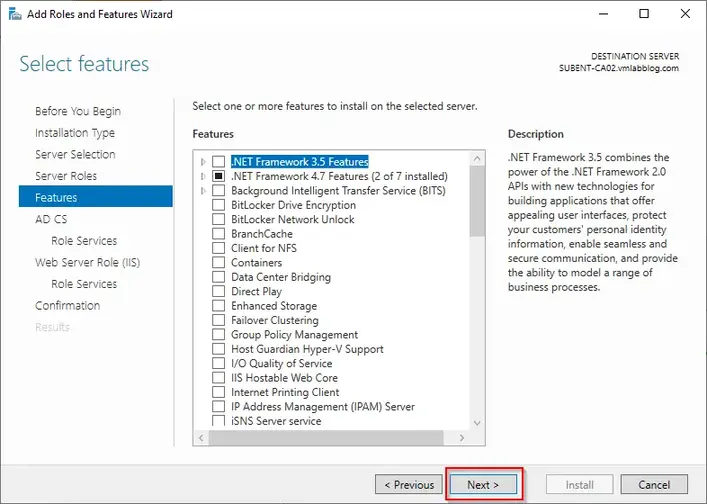 Add Roles and Features Wizard
Select features
DESTINATION SERVER
SUBENT-CA02.vmlabblog.com
Before You Begin
Installation Type
Server Selection
Server Roles
Features
AD CS
Role Services
Web Server Role (IIS)
Role Services
Confirmation
Results
Select one or more features to install on the selected server.
Features
.NET Framework 3.5 Features
.NET Framework 4.7 Features (2 of 7 installed)
Background Intelligent Transfer Service (BITS)
BitLocker Drive Encryption
BitLocker Network Unlock
BranchCache
Client for NFS
Containers
Data Center Bridging
Direct Play
Enhanced Storage
Failover Clustering
Group Policy Management
Host Guardian Hyper-V Support
I/O Quality of Service
IIS Hostable Web Core
Internet Printing Client
IP Address Management (IPAM) Server
iSNS Server service
Description
.NET Framework 3.5 combines the
power of the .NET Framework 2.0
APIs with new technologies for
building applications that offer
appealing user interfaces, protect
your customers' personal identity
information, enable seamless and
secure communication, and provide
the ability to model a range of
business processes.
< Previous
Next >
Install
Cancel